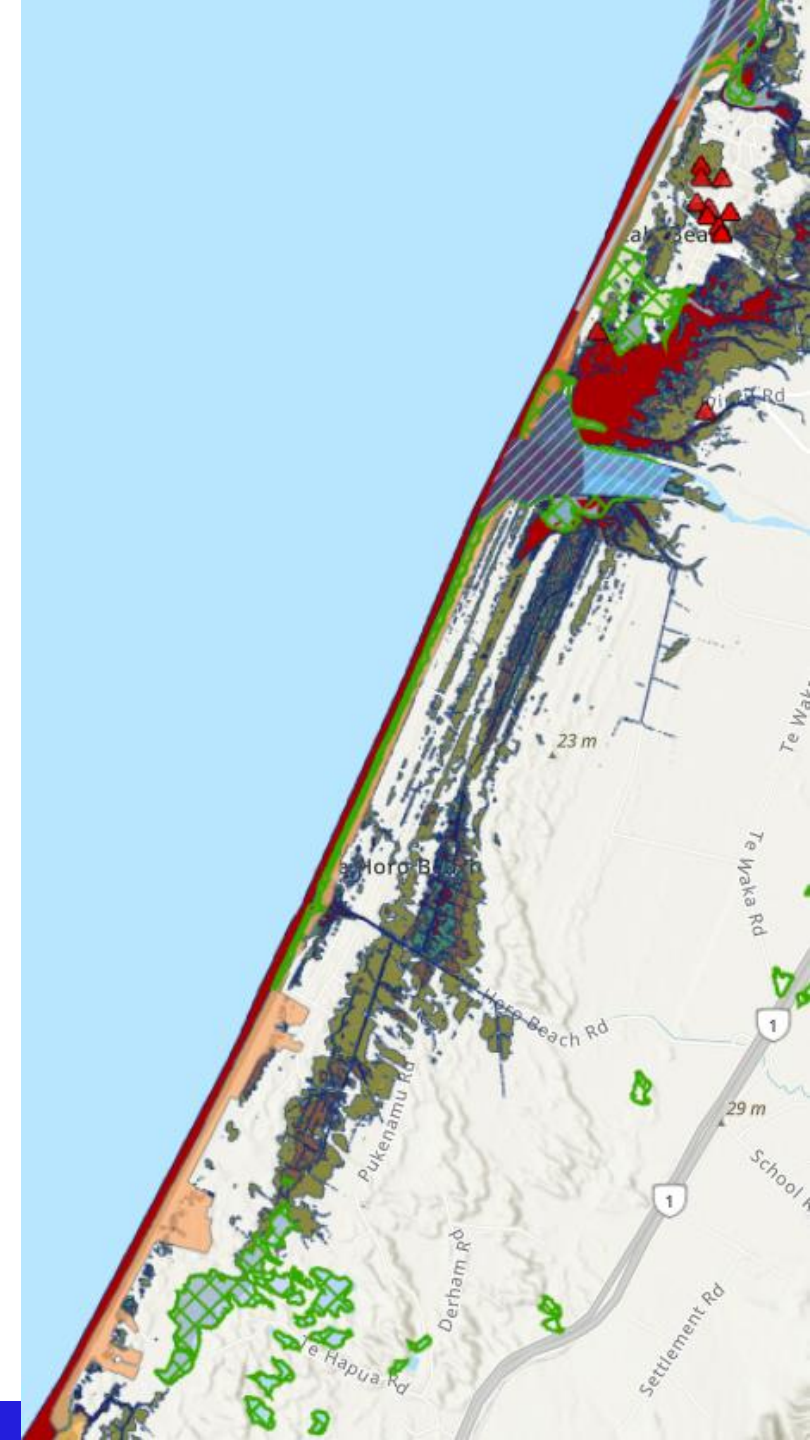 Rd
23 m
Te Waka Rd
Horo Beach Rd
1
Pukenamu Rd
29 m
School R
1
Derham Rd
Settlement Rd
Te Hapua Rd